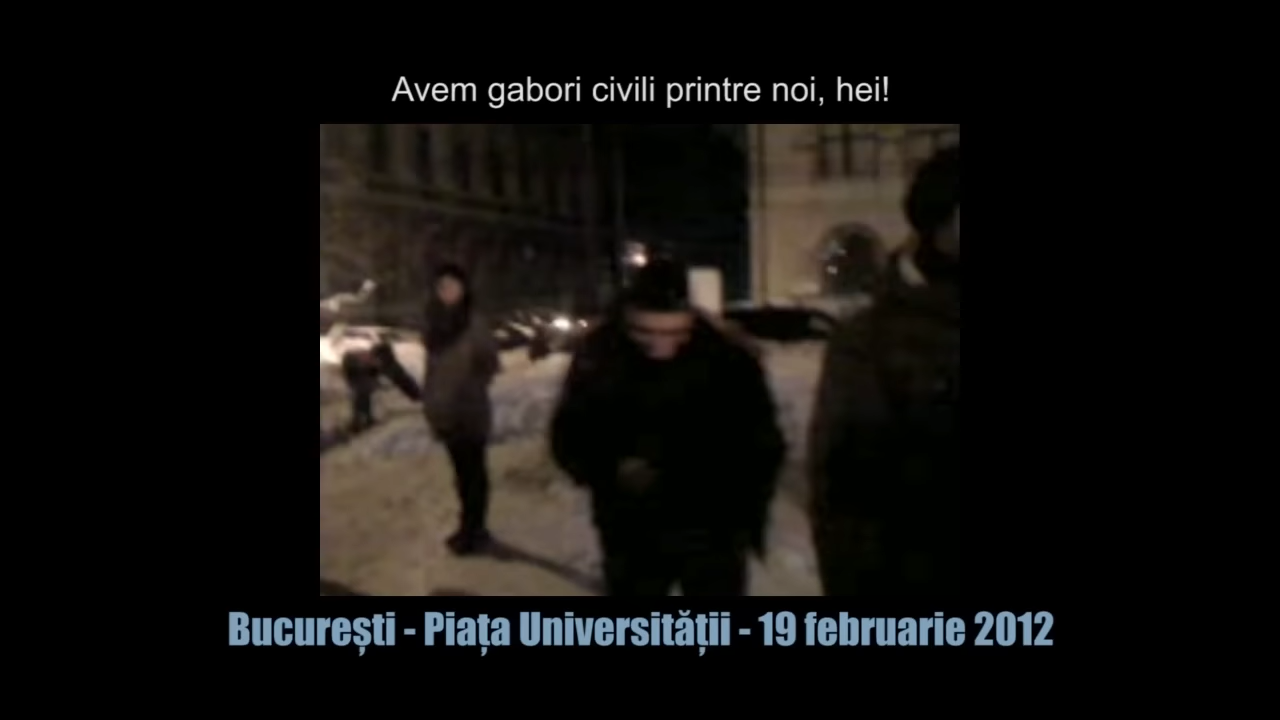 Avem gabori civili printre noi, hei!
București - Piața Universității - 19 februarie 2012